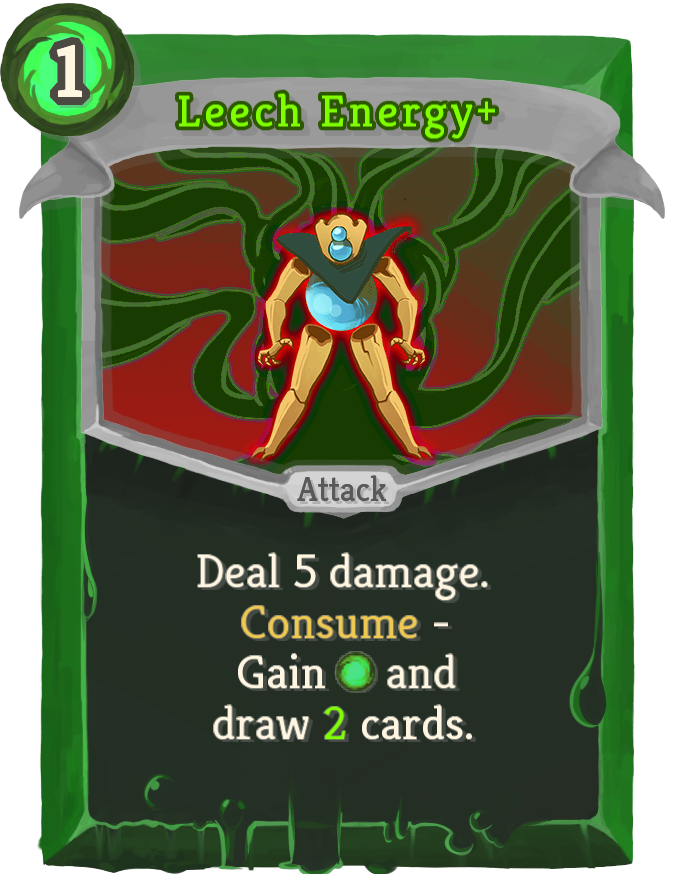 1
Leech Energy+
Attack
Deal 5 damage.
Consume -
Gain and
draw 2 cards.